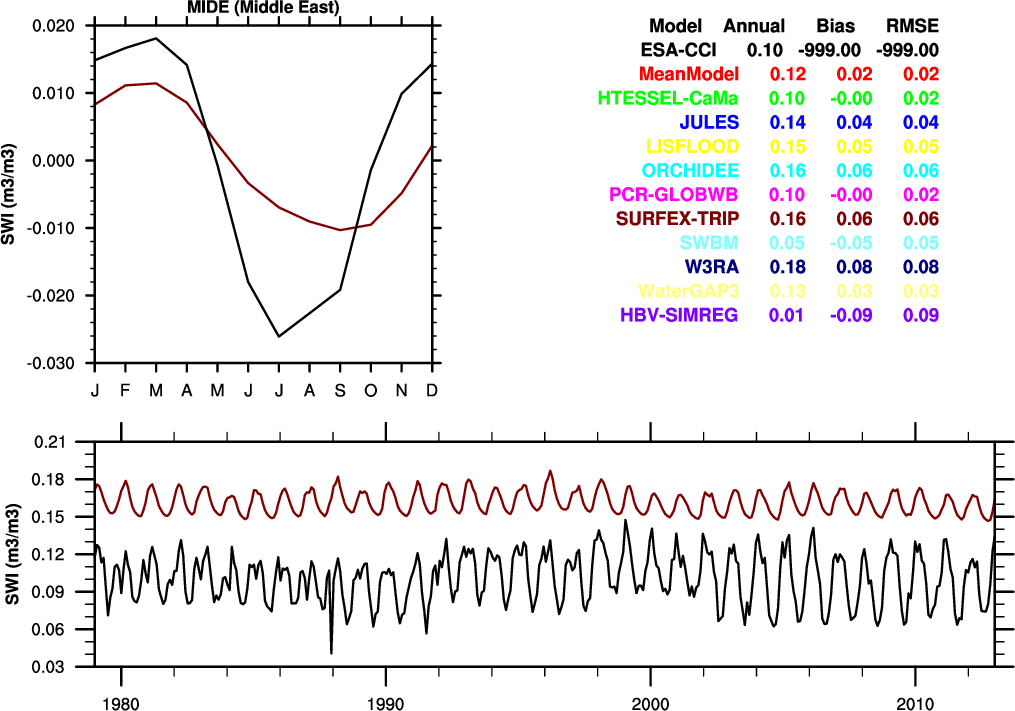 MIDE (Middle East)
0.020
0.010
0.000
-0.010
-0.020
-0.030
SWI (m3/m3)
J F M A M J J A S O N D
Model Annual Bias RMSE
ESA-CCI 0.10 -999.00 -999.00
MeanModel 0.12 0.02 0.02
HTESSEL-CaMa 0.10 -0.00 0.02
JULES 0.14 0.04 0.04
LISFLOOD 0.15 0.05 0.05
ORCHIDEE 0.16 0.06 0.06
PCR-GLOBWB 0.10 -0.00 0.02
SURFEX-TRIP 0.16 0.06 0.06
SWBM 0.05 -0.05 0.05
W3RA 0.18 0.08 0.08
WaterGAP3 0.13 0.03 0.03
HBV-SIMREG 0.01 -0.09 0.09
0.21
0.18
0.15
0.12
0.09
0.06
0.03
SWI (m3/m3)
1980 1990 2000 2010